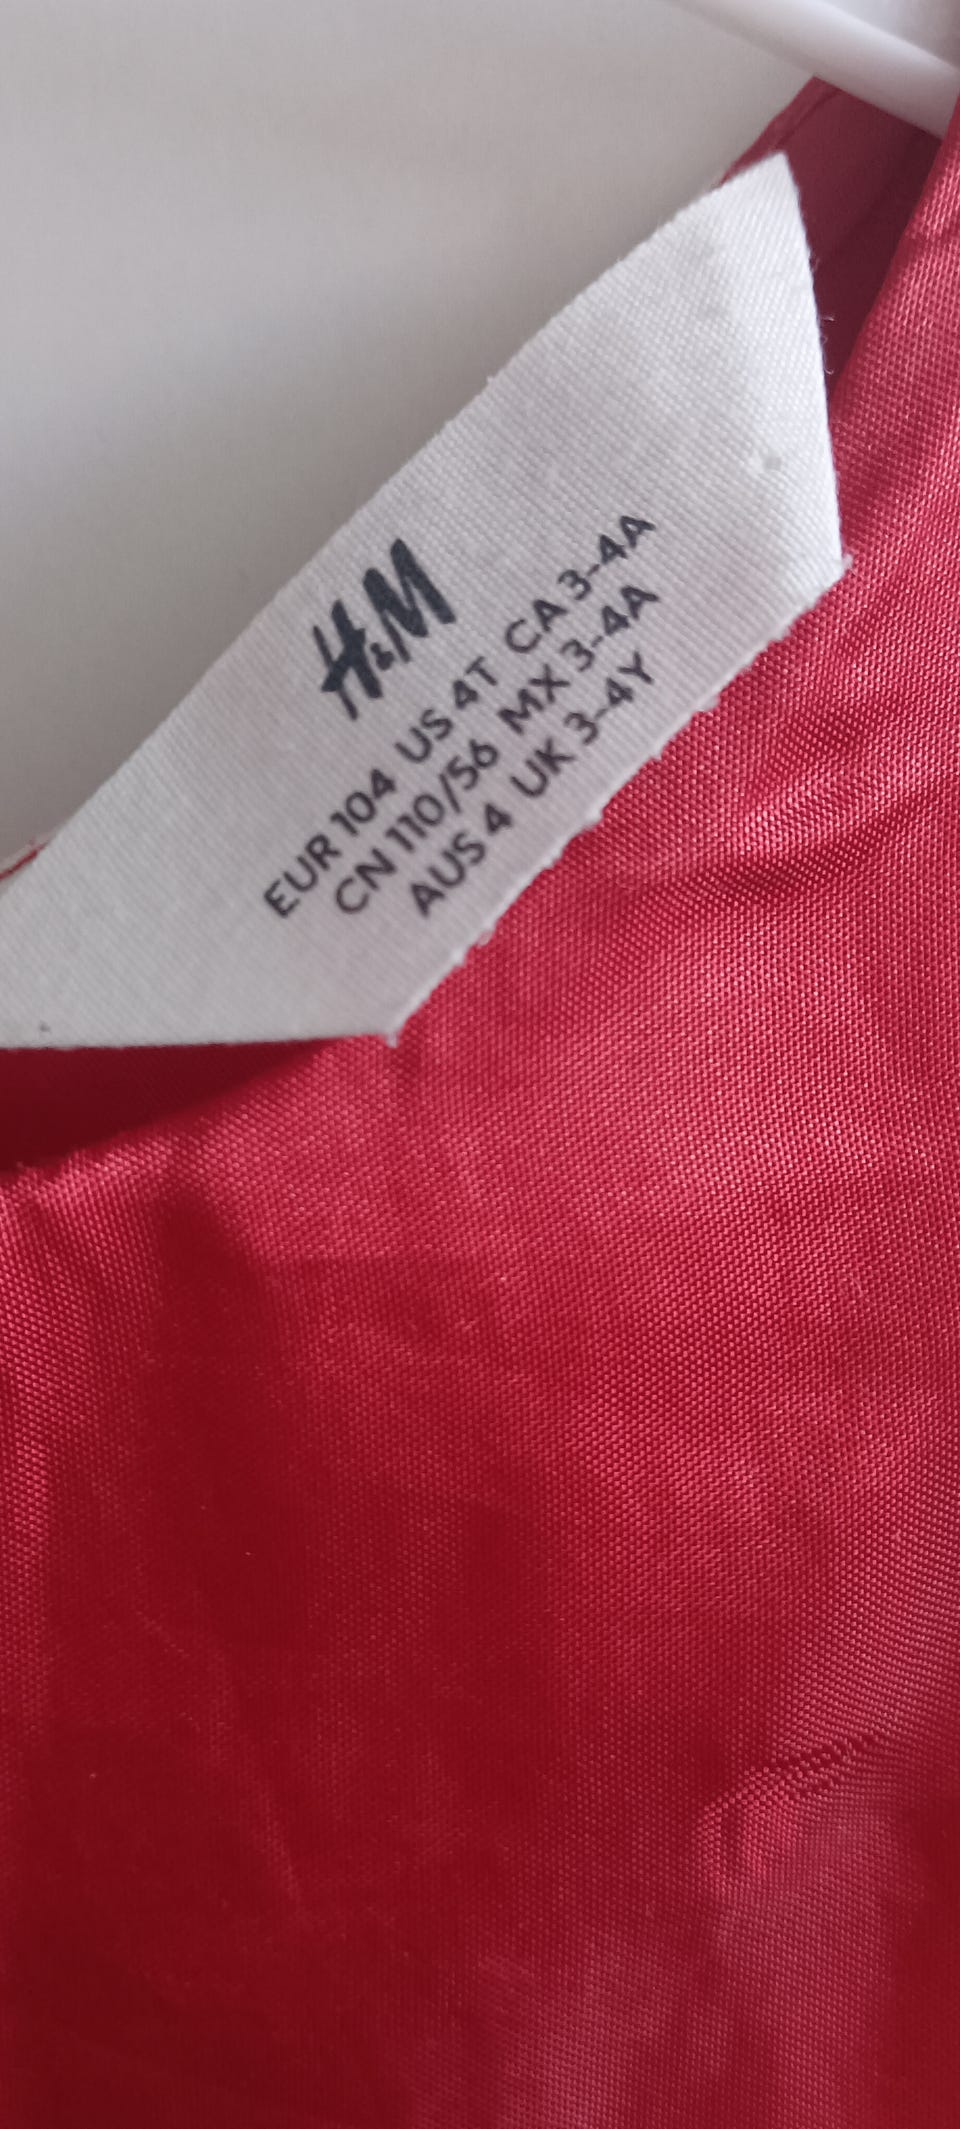 H&M
EUR 104 US 4T CA 3-4A
CN 110/56 MX 3-4A
AUS 4 UK 3-4Y